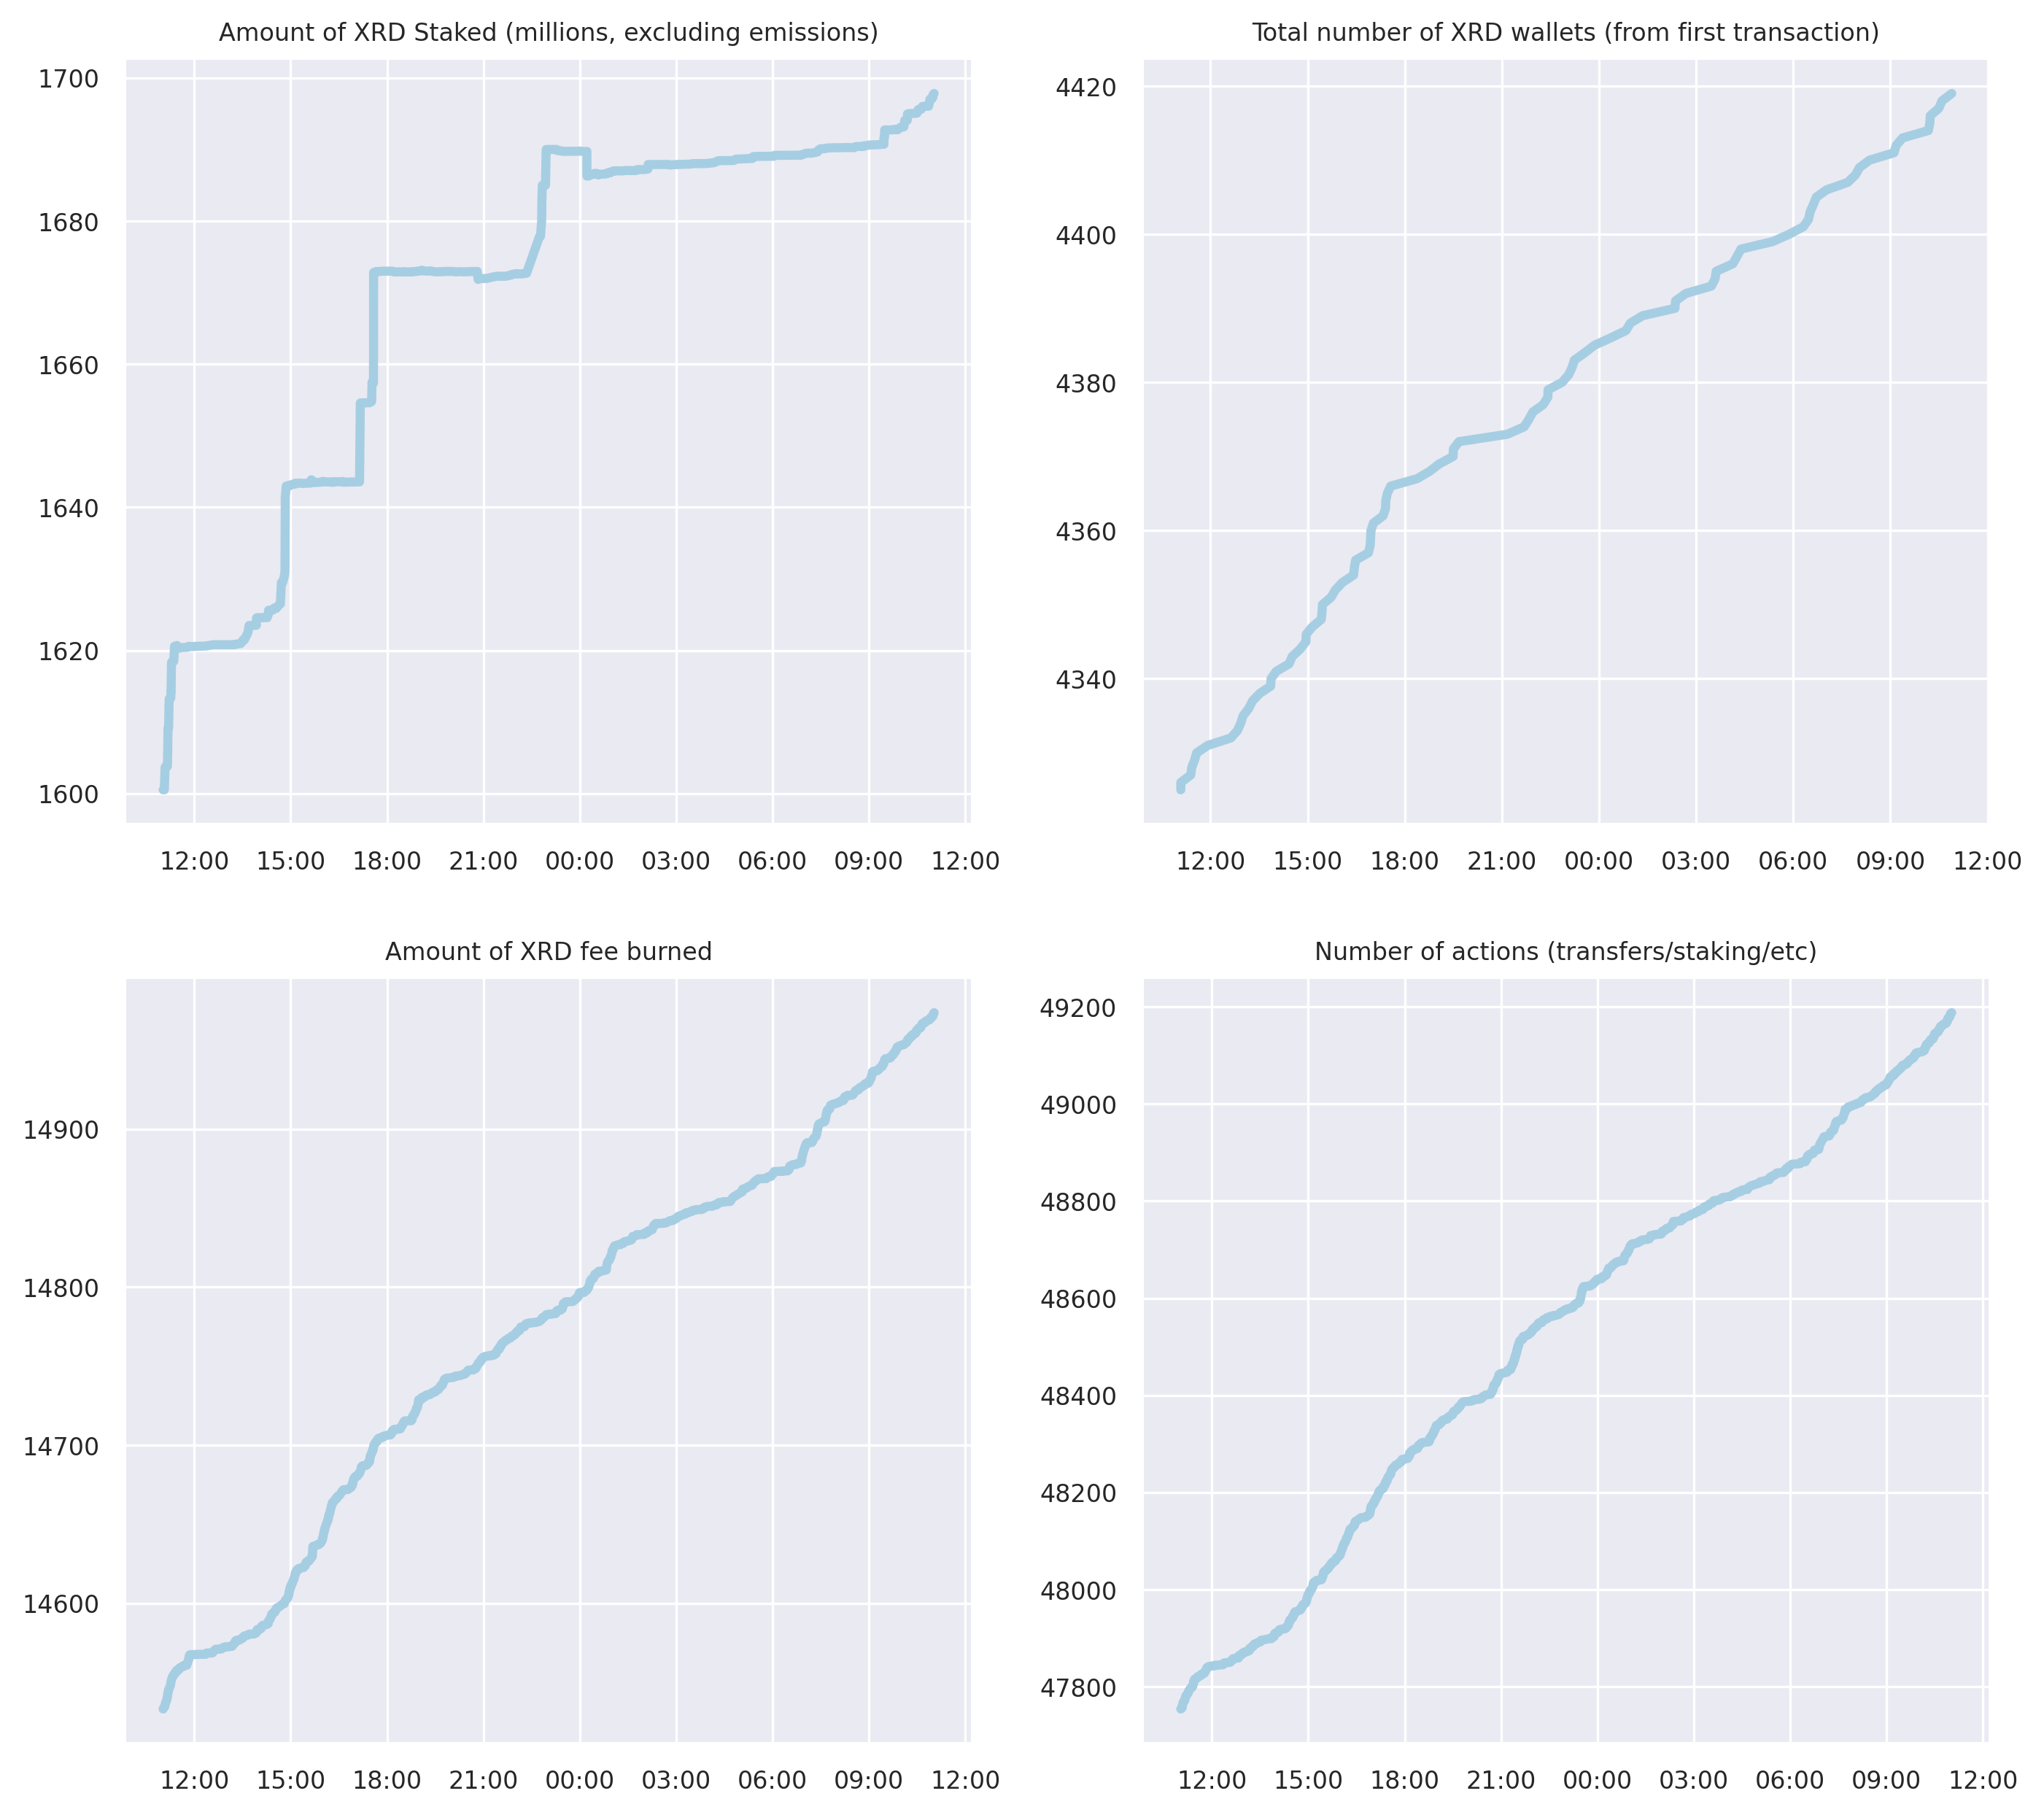 Amount of XRD Staked (millions, excluding emissions)
1700
1680
1660
1640
1620
1600
12:00 15:00 18:00 21:00 00:00 03:00 06:00 09:00 12:00
Total number of XRD wallets (from first transaction)
4420
4400
4380
4360
4340
12:00 15:00 18:00 21:00 00:00 03:00 06:00 09:00 12:00
Amount of XRD fee burned
14900
14800
14700
14600
12:00 15:00 18:00 21:00 00:00 03:00 06:00 09:00 12:00
Number of actions (transfers/staking/etc)
49200
49000
48800
48600
48400
48200
48000
47800
12:00 15:00 18:00 21:00 00:00 03:00 06:00 09:00 12:00